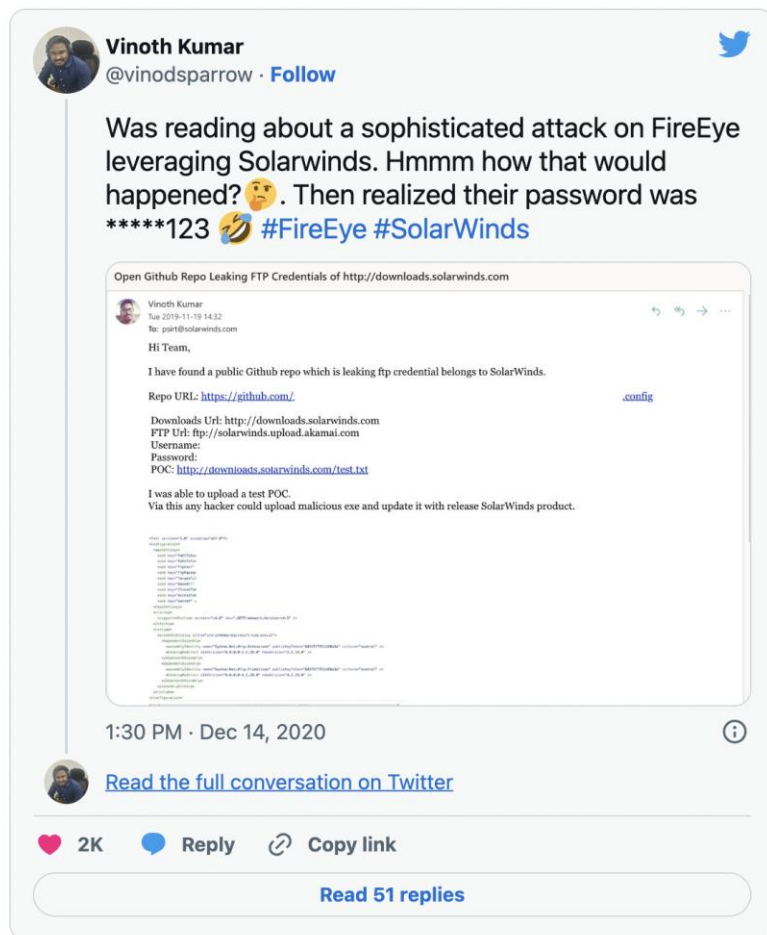 Vinoth Kumar
@vinodsparrow · Follow
Was reading about a sophisticated attack on FireEye
leveraging Solarwinds. Hmmm how that would
happened?🤔. Then realized their password was
*****123 🤣 #FireEye #SolarWinds
Open Github Repo Leaking FTP Credentials of http://downloads.solarwinds.com
Vinoth Kumar
Tue 2019-11-19 14:32
To: psirt@solarwinds.com
Hi Team,
I have found a public Github repo which is leaking ftp credential belongs to SolarWinds.
Repo URL: https://github.com/ .config
Downloads Url: http://downloads.solarwinds.com
FTP Url: ftp://solarwinds.upload.akamai.com
Username:
Password:
POC: http://downloads.solarwinds.com/test.txt
I was able to upload a test POC.
Via this any hacker could upload malicious exe and update it with release SolarWinds product.
1:30 PM · Dec 14, 2020
Read the full conversation on Twitter
2K Reply Copy link
Read 51 replies